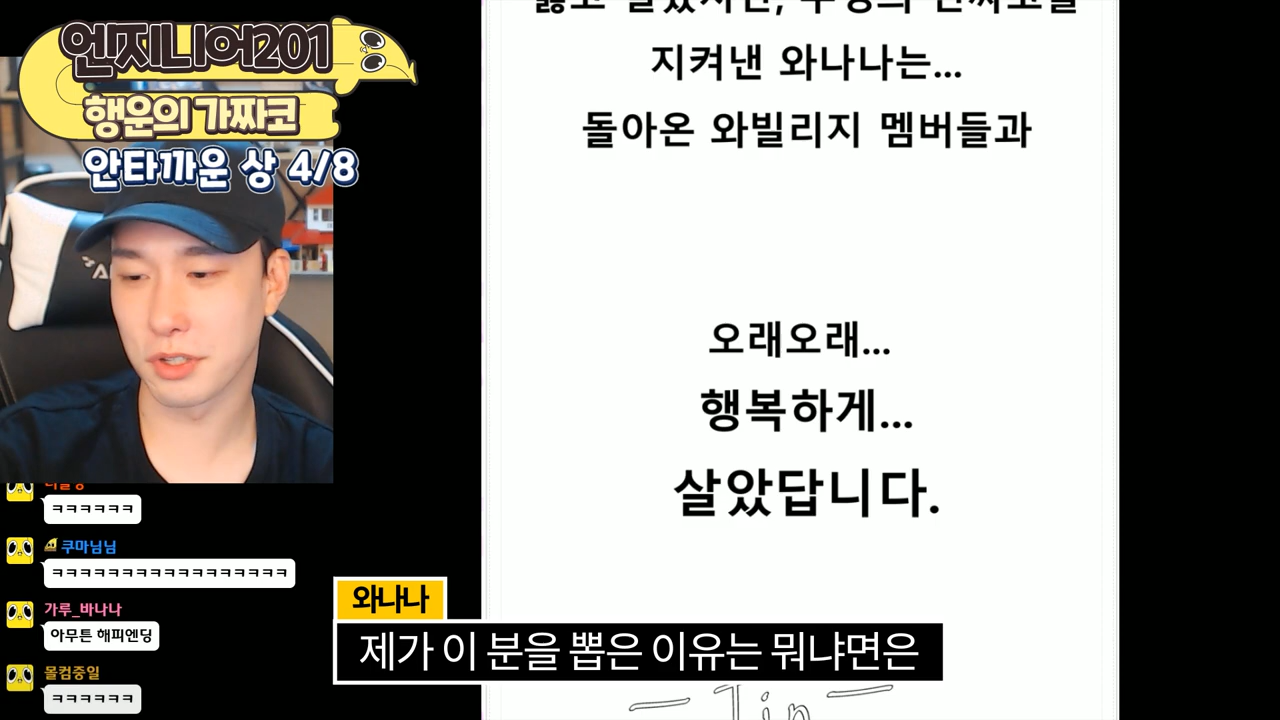 엔지니어201
행운의 가짜코
안타까운 상 4/8
지켜낸 와나나는...
돌아온 와빌리지 멤버들과
오래오래...
행복하게...
살았답니다.
ㅋㅋㅋㅋㅋㅋ
쿠마님님
ㅋㅋㅋㅋㅋㅋㅋㅋㅋㅋㅋㅋㅋㅋㅋㅋㅋ
가루_바나나
아무튼 해피엔딩
몰컴중일
ㅋㅋㅋㅋㅋㅋ
와나나
제가 이 분을 뽑은 이유는 뭐냐면은